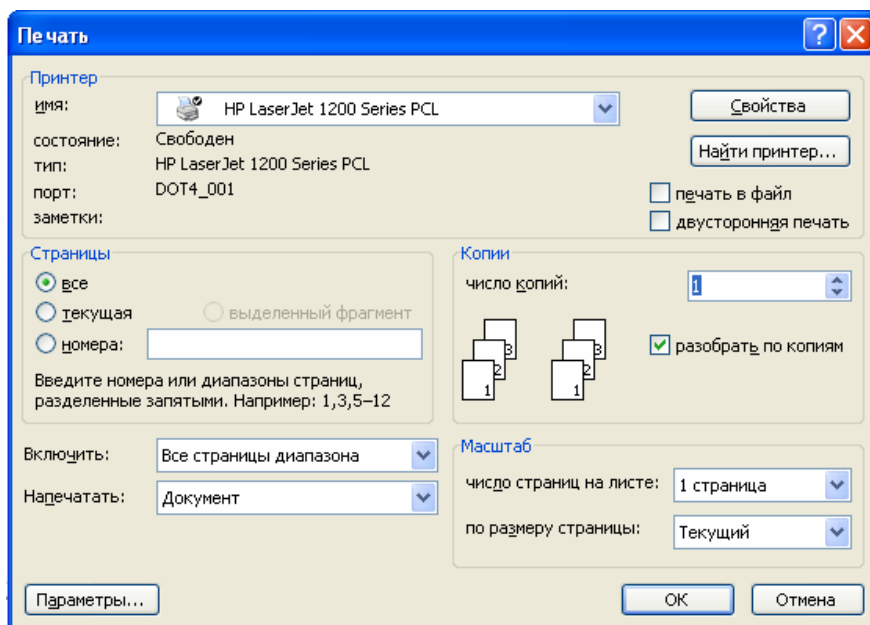 Печать
Принтер
имя: HP LaserJet 1200 Series PCL Свойства
состояние: Свободен
Найти принтер...
тип: HP LaserJet 1200 Series PCL
порт: DOT4_001
печать в файл
заметки:
двусторонняя печать
Страницы
все
текущая выделенный фрагмент
номера:
Введите номера или диапазоны страниц,
разделенные запятыми. Например: 1,3,5–12
Копии
число копий: 1
3 3
2 2
1 1
разобрать по копиям
Включить: Все страницы диапазона
Напечатать: Документ
Масштаб
число страниц на листе: 1 страница
по размеру страницы: Текущий
Параметры... ОК Отмена